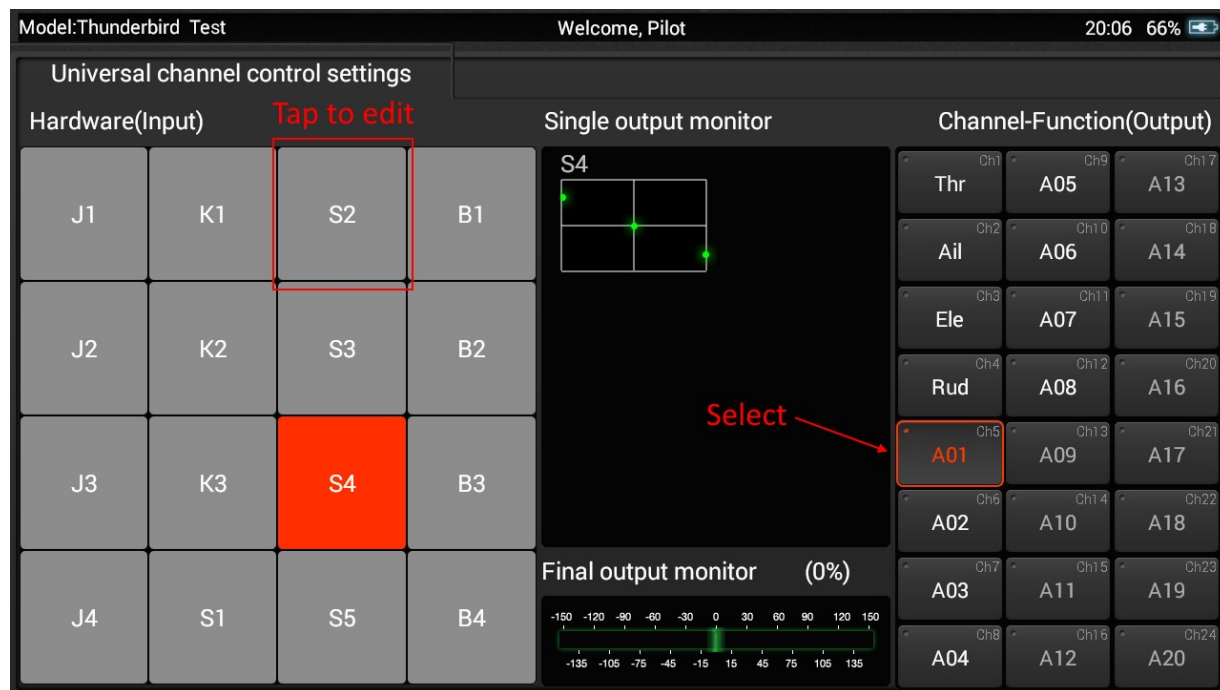 Model:Thunderbird Test Welcome, Pilot 20:06 66%
Universal channel control settings
Hardware(Input) Tap to edit Single output monitor Channel-Function(Output)
J1 K1 S2 B1
J2 K2 S3 B2
J3 K3 S4 B3
J4 S1 S5 B4
S4
Select
Final output monitor (0%)
-150 -120 -90 -60 -30 0 30 60 90 120 150
-135 -105 -75 -45 -15 15 45 75 105 135
Ch1 Ch9 Ch17
Thr A05 A13
Ch2 Ch10 Ch18
Ail A06 A14
Ch3 Ch11 Ch19
Ele A07 A15
Ch4 Ch12 Ch20
Rud A08 A16
Ch5 Ch13 Ch21
A01 A09 A17
Ch6 Ch14 Ch22
A02 A10 A18
Ch7 Ch15 Ch23
A03 A11 A19
Ch8 Ch16 Ch24
A04 A12 A20